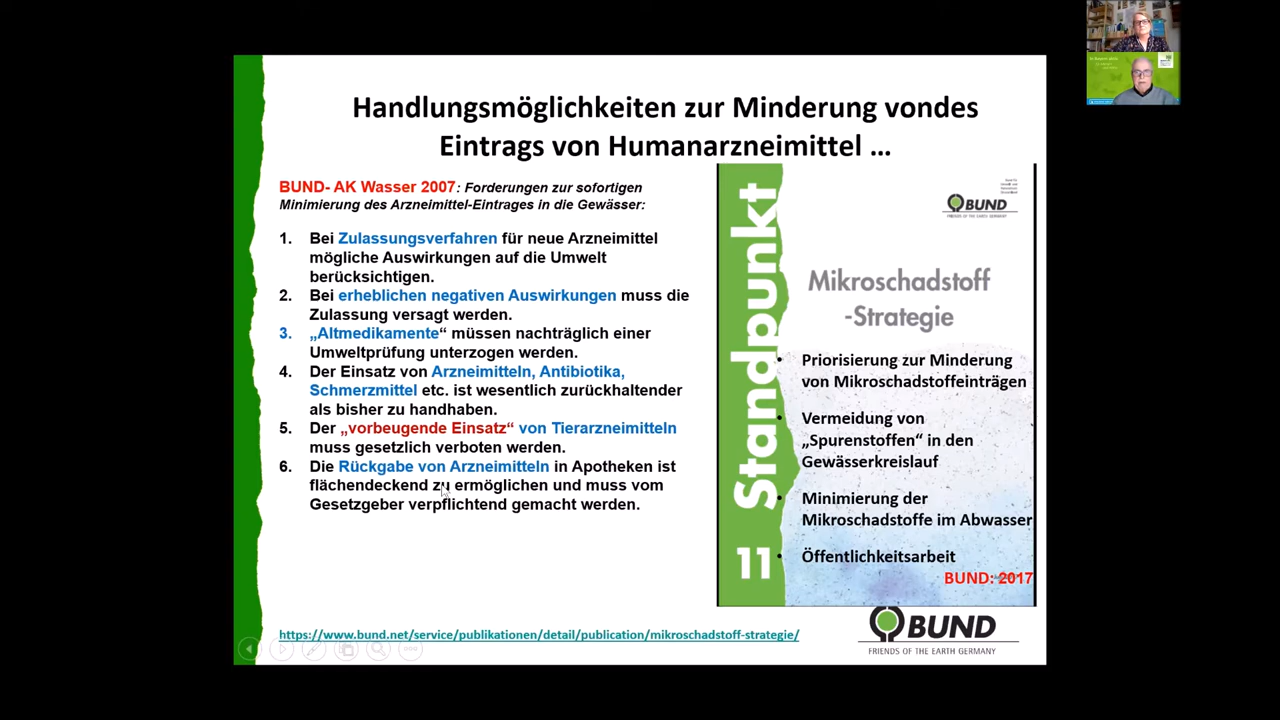 Handlungsmöglichkeiten zur Minderung vondes
Eintrags von Humanarzneimittel ...
BUND- AK Wasser 2007: Forderungen zur sofortigen
Minimierung des Arzeimittel-Eintrages in die Gewässer:
1. Bei Zulassungsverfahren für neue Arzneimittel
mögliche Auswirkungen auf die Umwelt
berücksichtigen.
2. Bei erheblichen negativen Auswirkungen muss die
Zulassung versagt werden.
3. „Altmedikamente“ müssen nachträglich einer
Umweltprüfung unterzogen werden.
4. Der Einsatz von Arzneimitteln, Antibiotika,
Schmerzmittel etc. ist wesentlich zurückhaltender
als bisher zu handhaben.
5. Der „vorbeugende Einsatz“ von Tierarzneimitteln
muss gesetzlich verboten werden.
6. Die Rückgabe von Arzneimitteln in Apotheken ist
flächendeckend zu ermöglichen und muss vom
Gesetzgeber verpflichtend gemacht werden.
https://www.bund.net/service/publikationen/detail/publication/mikroschadstoff-strategie/
Standpunkt
11
BUND
FRIENDS OF THE EARTH GERMANY
Mikroschadstoff
-Strategie
• Priorisierung zur Minderung
von Mikroschadstoffeinträgen
• Vermeidung von
„Spurenstoffen“ in den
Gewässerkreislauf
• Minimierung der
Mikroschadstoffe im Abwasser
• Öffentlichkeitsarbeit
BUND: 2017
BUND
FRIENDS OF THE EARTH GERMANY